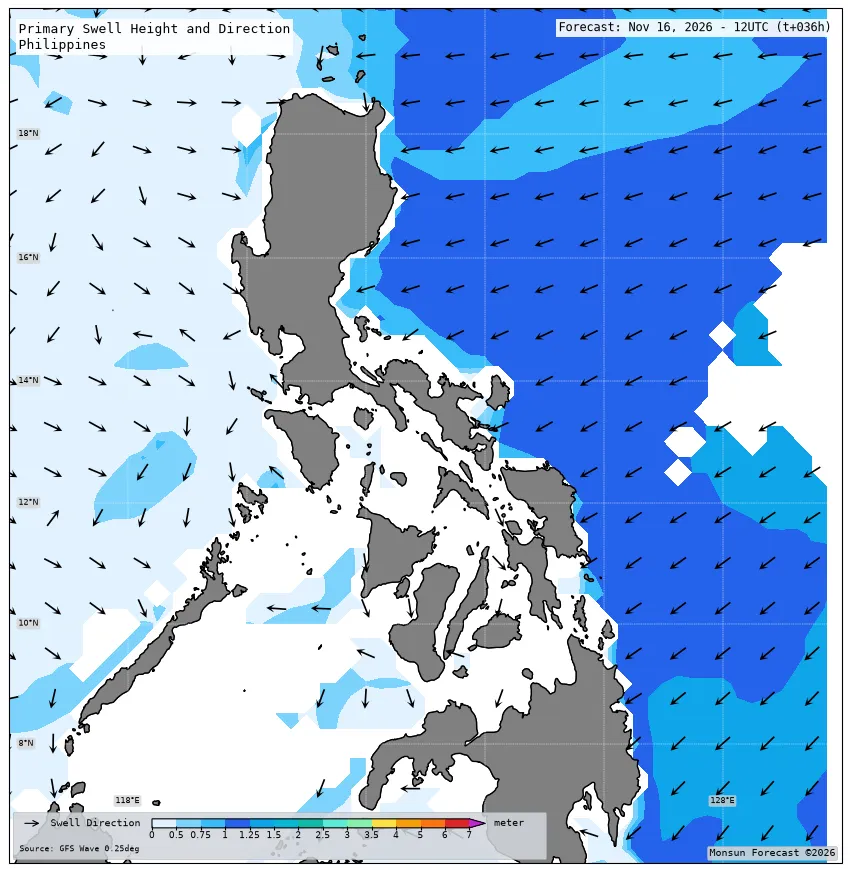 Primary Swell Height and Direction
Philippines
Forecast: Nov 16, 2026 - 12UTC (t+036h)
18°N
16°N
14°N
12°N
10°N
8°N
118°E
128°E
Swell Direction
0 0.5 0.75 1 1.25 1.5 2 2.5 3 3.5 4 5 6 7
meter
Source: GFS Wave 0.25deg
Monsun Forecast ©2026